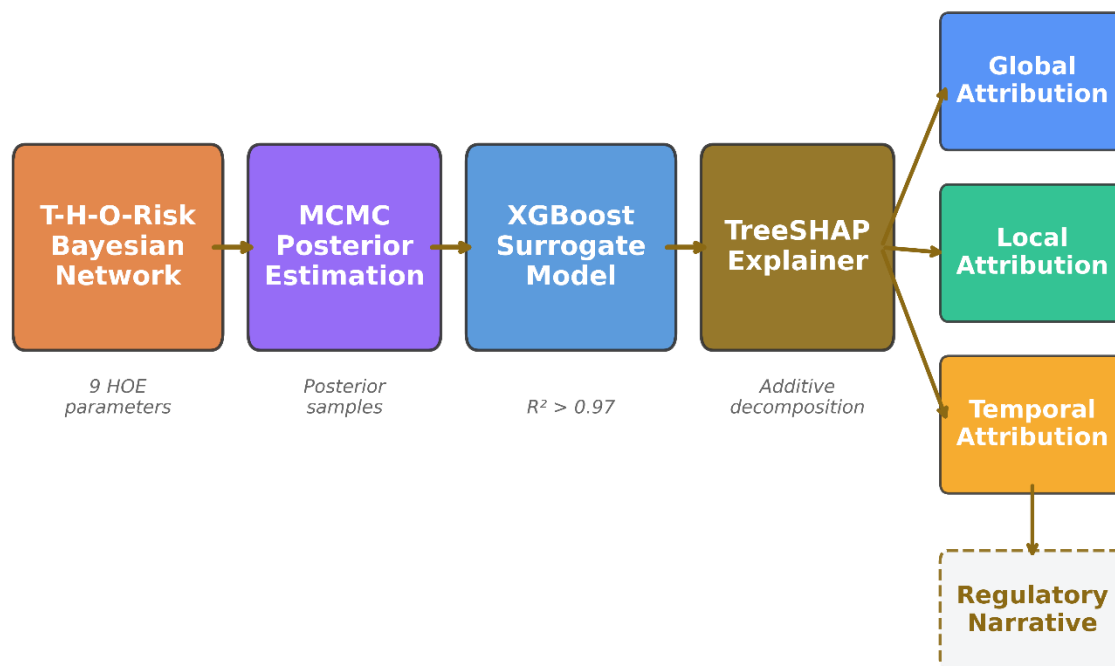 T-H-O-Risk
Bayesian
Network
9 HOE
parameters
MCMC
Posterior
Estimation
Posterior
samples
XGBoost
Surrogate
Model
R² > 0.97
TreeSHAP
Explainer
Additive
decomposition
Global
Attribution
Local
Attribution
Temporal
Attribution
Regulatory
Narrative